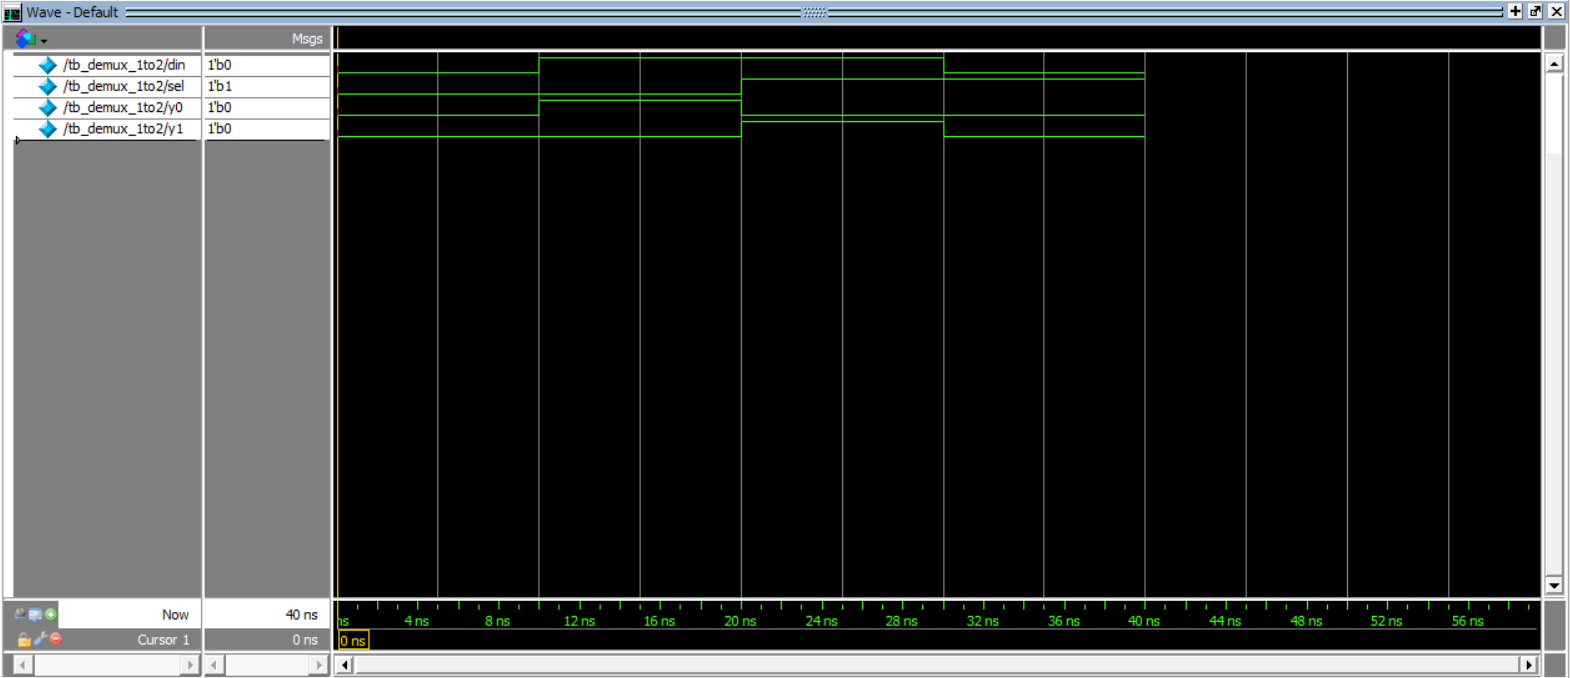 Wave - Default
Msgs
/tb_demux_1to2/din 1'b0
/tb_demux_1to2/sel 1'b1
/tb_demux_1to2/y0 1'b0
/tb_demux_1to2/y1 1'b0
Now 40 ns
ns 4 ns 8 ns 12 ns 16 ns 20 ns 24 ns 28 ns 32 ns 36 ns 40 ns 44 ns 48 ns 52 ns 56 ns
Cursor 1 0 ns 0 ns